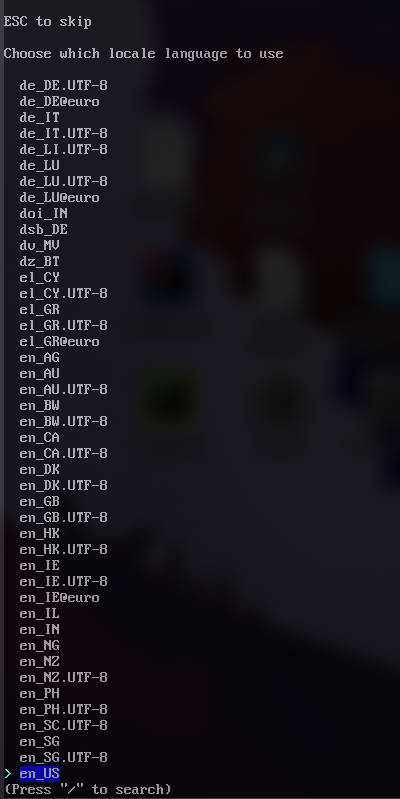 ESC to skip
Choose which locale language to use
de_DE.UTF-8
de_DE@euro
de_IT
de_IT.UTF-8
de_LI.UTF-8
de_LU
de_LU.UTF-8
de_LU@euro
doi_IN
dsb_DE
dv_MV
dz_BT
el_CY
el_CY.UTF-8
el_GR
el_GR.UTF-8
el_GR@euro
en_AG
en_AU
en_AU.UTF-8
en_BW
en_BW.UTF-8
en_CA
en_CA.UTF-8
en_DK
en_DK.UTF-8
en_GB
en_GB.UTF-8
en_HK
en_HK.UTF-8
en_IE
en_IE.UTF-8
en_IE@euro
en_IL
en_IN
en_NG
en_NZ
en_NZ.UTF-8
en_PH
en_PH.UTF-8
en_SC.UTF-8
en_SG
en_SG.UTF-8
> en_US
(Press "/" to search)